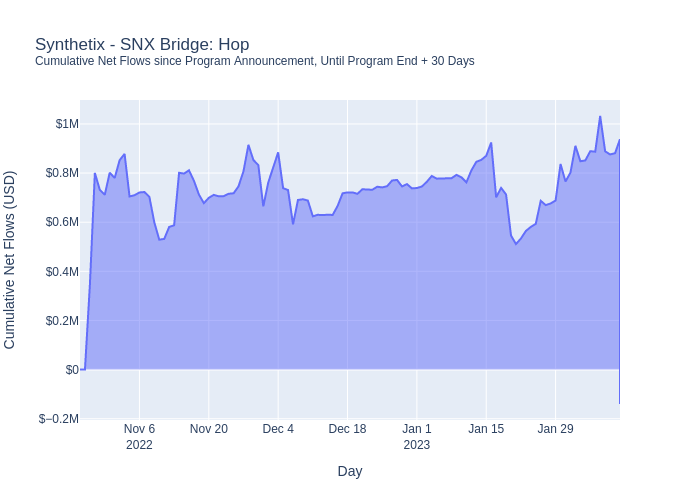 Synthetix - SNX Bridge: Hop
Cumulative Net Flows since Program Announcement, Until Program End + 30 Days
Cumulative Net Flows (USD)
$1M
$0.8M
$0.6M
$0.4M
$0.2M
$0
$−0.2M
Nov 6
2022
Nov 20
Dec 4
Dec 18
Jan 1
2023
Jan 15
Jan 29
Day